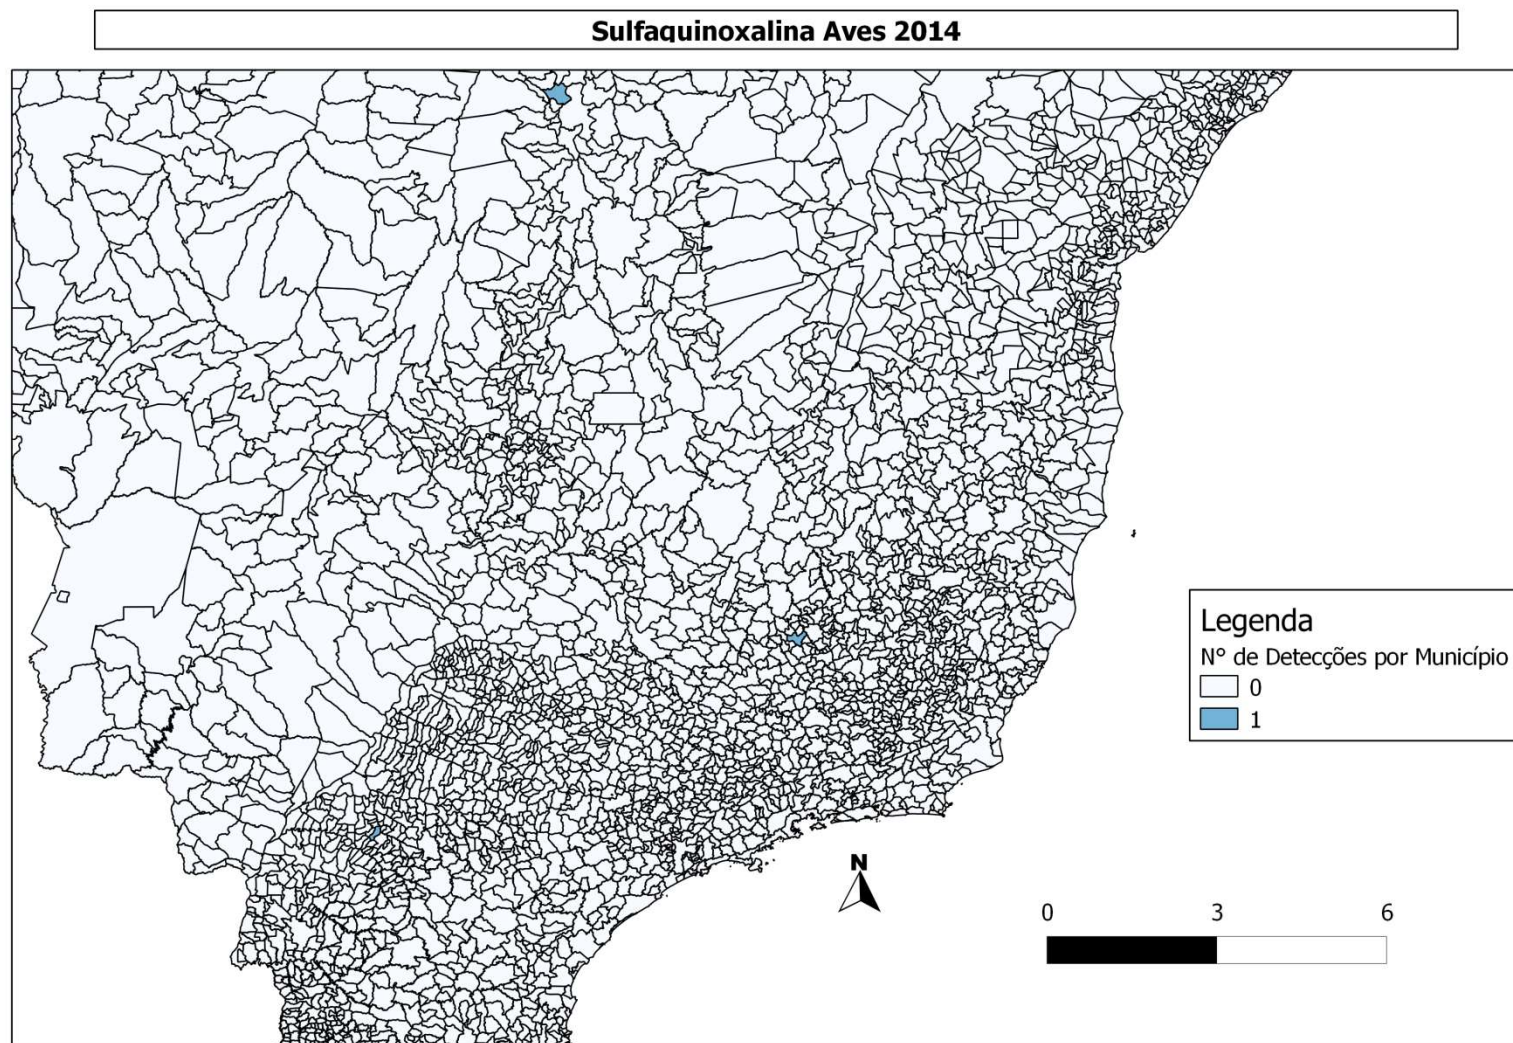 Sulfaquinoxalina Aves 2014
Legenda
N° de Detecções por Município
0
1
N
0 3 6